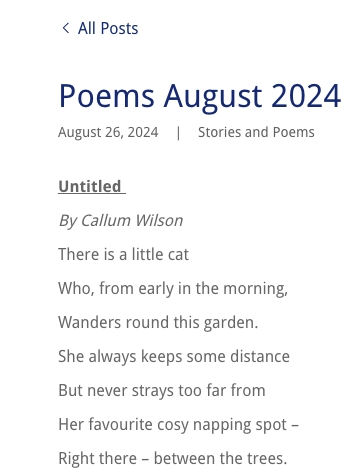 < All Posts
Poems August 2024
August 26, 2024 | Stories and Poems
Untitled
By Callum Wilson
There is a little cat
Who, from early in the morning,
Wanders round this garden.
She always keeps some distance
But never strays too far from
Her favourite cosy napping spot –
Right there – between the trees.